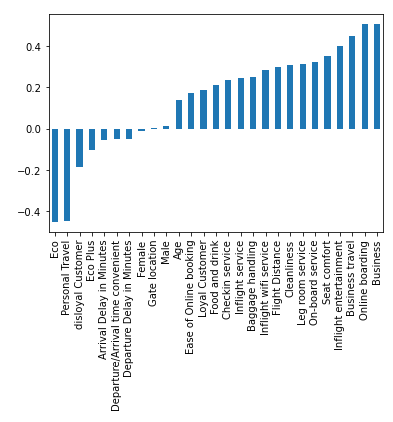 0.4
0.2
0.0
−0.2
−0.4
Eco
Personal Travel
disloyal Customer
Eco Plus
Arrival Delay in Minutes
Departure/Arrival time convenient
Departure Delay in Minutes
Female
Gate location
Male
Age
Ease of Online booking
Loyal Customer
Food and drink
Checkin service
Inflight service
Baggage handling
Inflight wifi service
Flight Distance
Cleanliness
Leg room service
On-board service
Seat comfort
Inflight entertainment
Business travel
Online boarding
Business